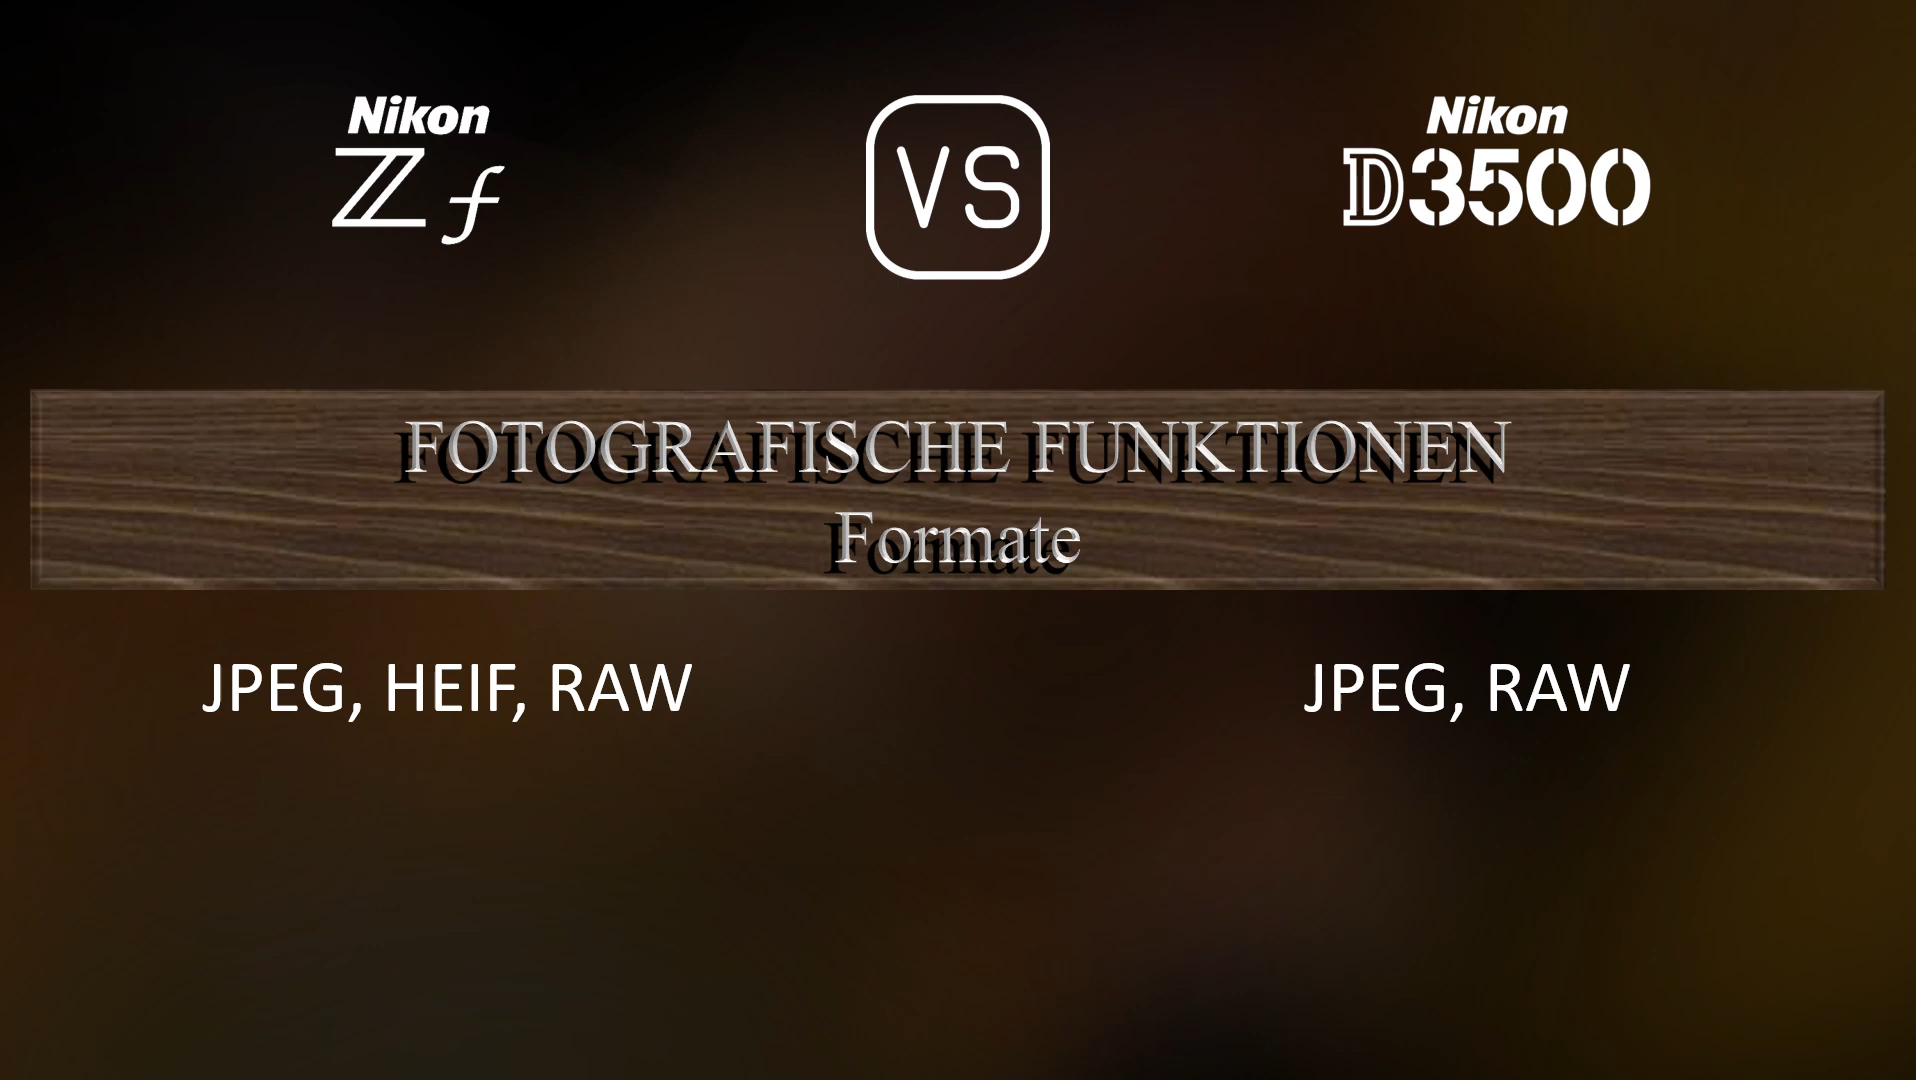 Nikon
Z f
VS
Nikon
D3500
FOTOGRAFISCHE FUNKTIONEN
Formate
JPEG, HEIF, RAW
JPEG, RAW